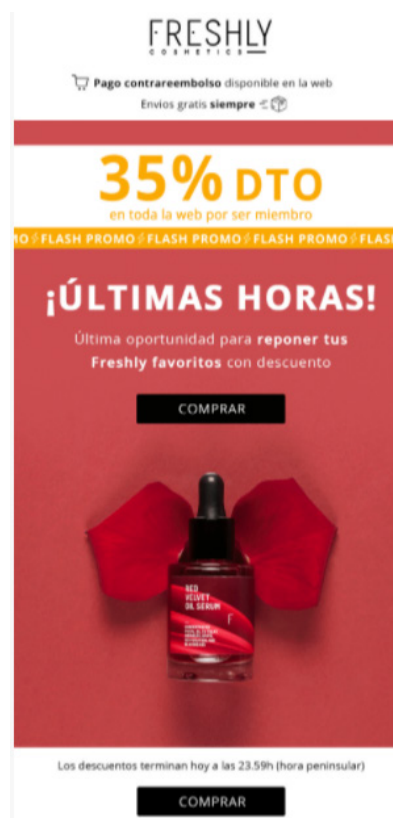 FRESHLY
COSMETICS
Pago contrareembolso disponible en la web
Envios gratis siempre
35% DTO
en toda la web por ser miembro
MO⚡FLASH PROMO⚡FLASH PROMO⚡FLASH PROMO⚡FLASH
¡ÚLTIMAS HORAS!
Última oportunidad para reponer tus
Freshly favoritos con descuento
COMPRAR
RED
VELVET
OIL SERUM
F
Los descuentos terminan hoy a las 23.59h (hora peninsular)
COMPRAR